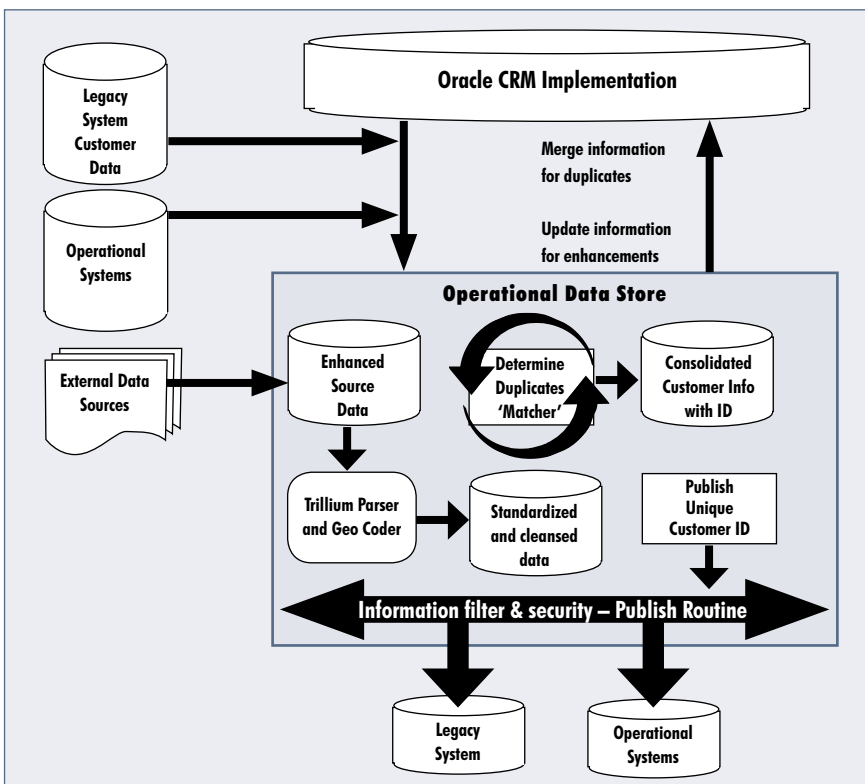 Oracle CRM Implementation
Legacy
System
Customer
Data
Merge information
for duplicates
Operational
Systems
Update information
for enhancements
Operational Data Store
External Data
Sources
Enhanced
Source
Data
Determine
Duplicates
‘Matcher’
Consolidated
Customer Info
with ID
Trillium Parser
and Geo Coder
Standardized
and cleansed
data
Publish
Unique
Customer ID
Information filter & security – Publish Routine
Legacy
System
Operational
Systems